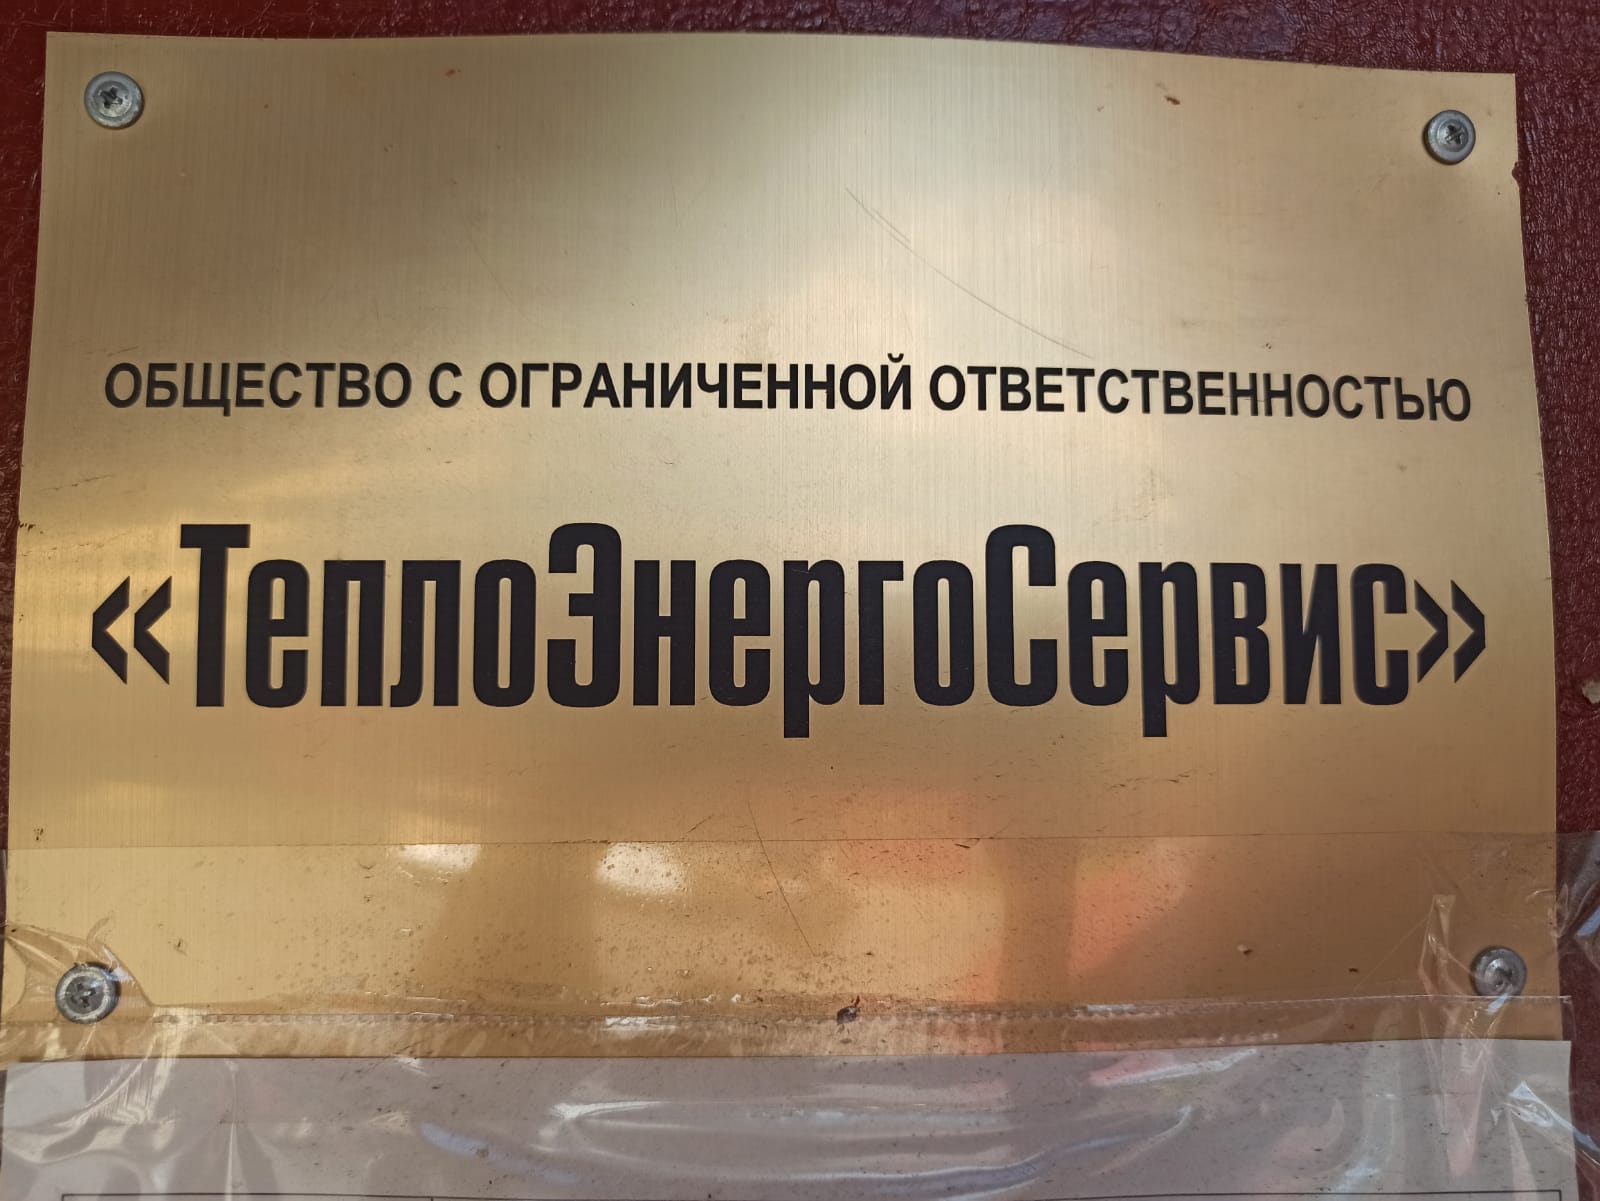 ОБЩЕСТВО С ОГРАНИЧЕННОЙ ОТВЕТСТВЕННОСТЬЮ
«ТеплоЭнергоСервис»